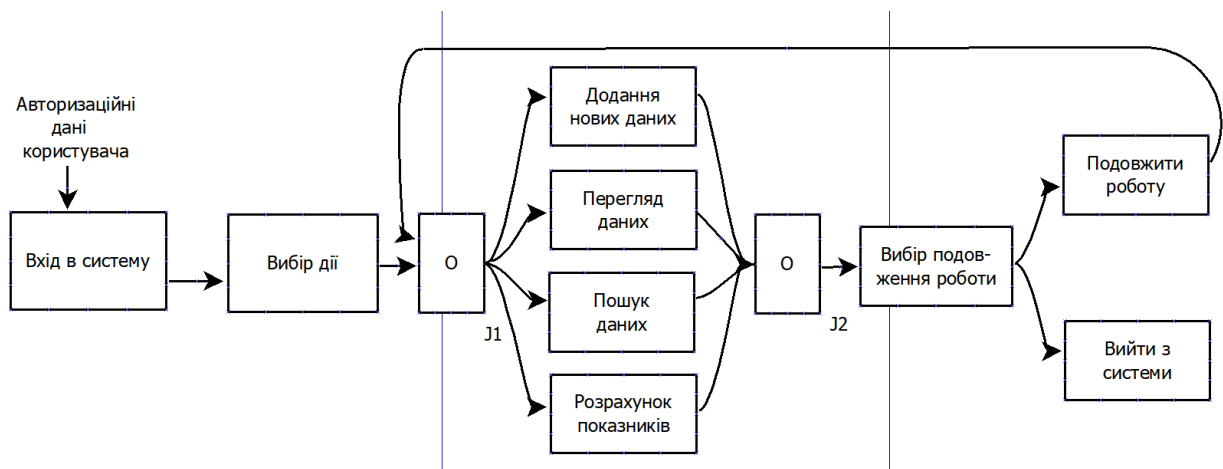 Авторизаційні
дані
користувача
Вхід в систему
Вибір дії
О
J1
Додання
нових даних
Перегляд
даних
Пошук
даних
Розрахунок
показників
О
J2
Вибір подов-
ження роботи
Подовжити
роботу
Вийти з
системи